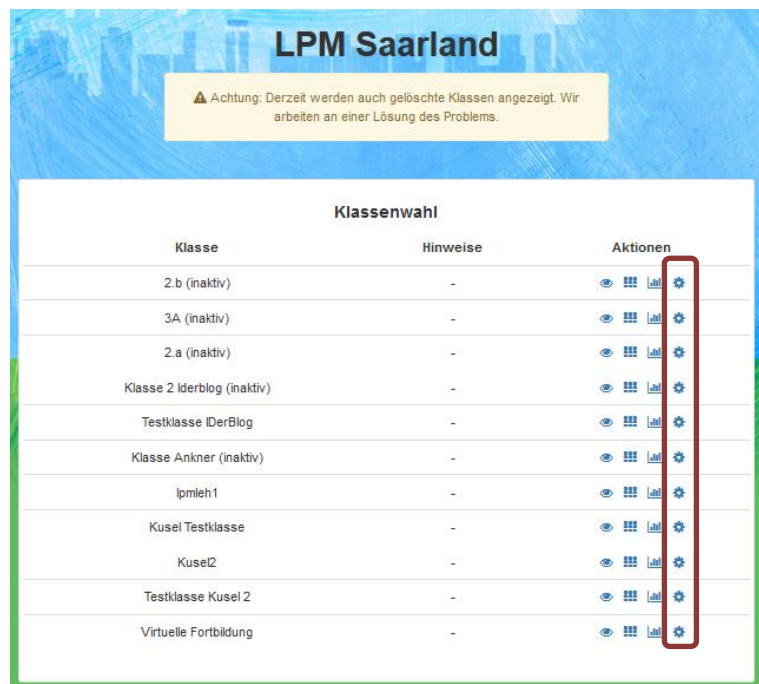 LPM Saarland
Achtung: Derzeit werden auch gelöschte Klassen angezeigt. Wir
arbeiten an einer Lösung des Problems.
Klassenwahl
Klasse Hinweise Aktionen
2.b (inaktiv) -
3A (inaktiv) -
2.a (inaktiv) -
Klasse 2 Iderblog (inaktiv) -
Testklasse IDerBlog -
Klasse Ankner (inaktiv) -
lpmleh1 -
Kusel Testklasse -
Kusel2 -
Testklasse Kusel 2 -
Virtuelle Fortbildung -